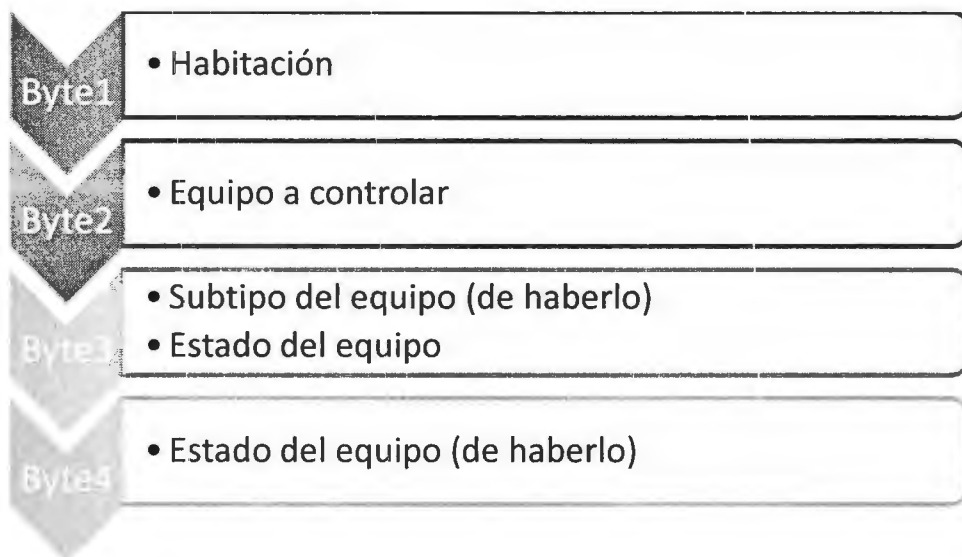 Byte1
• Habitación
Byte2
• Equipo a controlar
Byte3
• Subtipo del equipo (de haberlo)
• Estado del equipo
Byte4
• Estado del equipo (de haberlo)